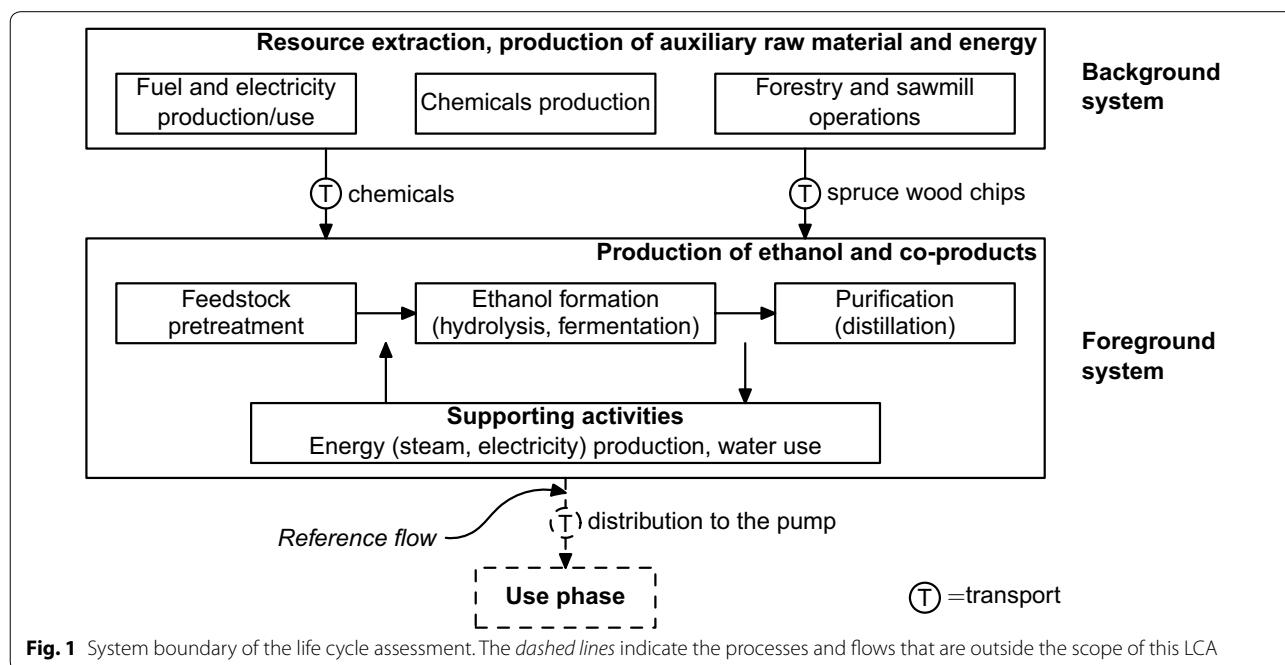 Resource extraction, production of auxiliary raw material and energy
Fuel and electricity
production/use
Chemicals production
Forestry and sawmill
operations
Background
system
T chemicals
T spruce wood chips
Production of ethanol and co-products
Feedstock
pretreatment
Ethanol formation
(hydrolysis, fermentation)
Purification
(distillation)
Foreground
system
Supporting activities
Energy (steam, electricity) production, water use
Reference flow
T distribution to the pump
Use phase
T =transport
Fig. 1 System boundary of the life cycle assessment. The dashed lines indicate the processes and flows that are outside the scope of this LCA